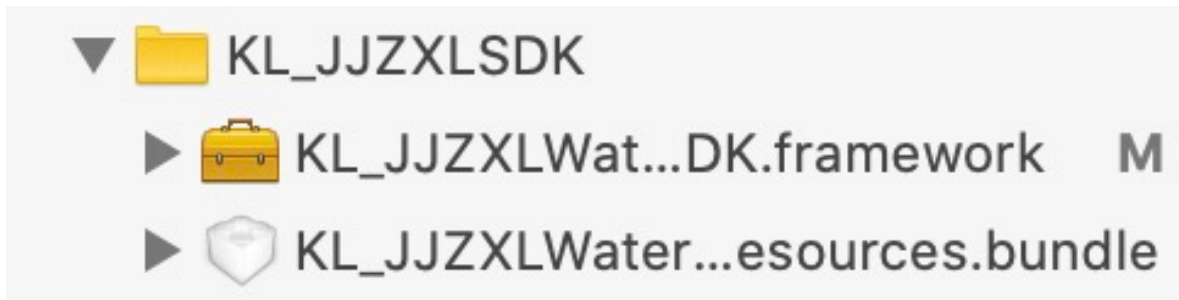 KL_JJZXLSDK
KL_JJZXLWat...DK.framework M
KL_JJZXLWater...esources.bundle